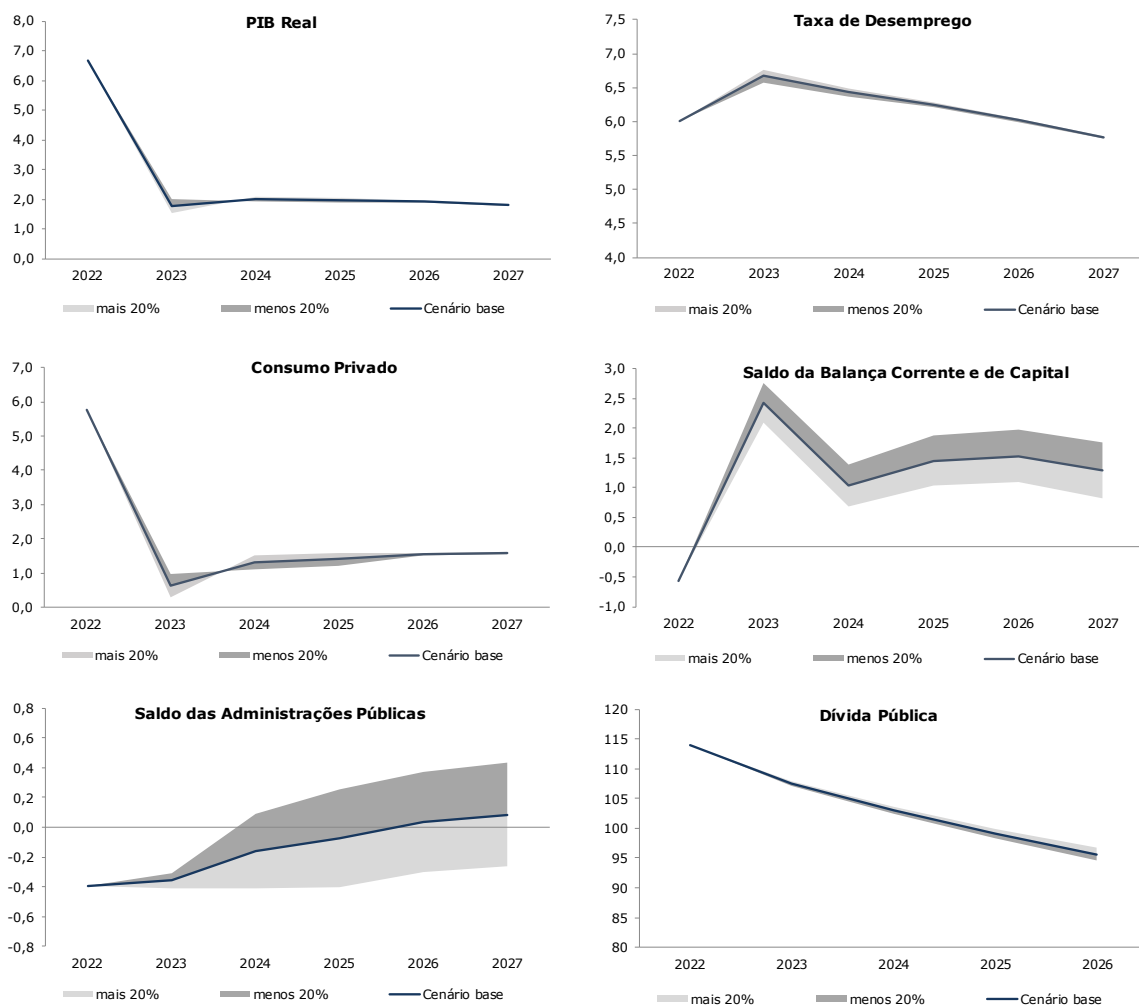 PIB Real
8,0
7,0
6,0
5,0
4,0
3,0
2,0
1,0
0,0
2022 2023 2024 2025 2026 2027
mais 20% menos 20% Cenário base
Taxa de Desemprego
7,5
7,0
6,5
6,0
5,5
5,0
4,5
4,0
2022 2023 2024 2025 2026 2027
mais 20% menos 20% Cenário base
Consumo Privado
7,0
6,0
5,0
4,0
3,0
2,0
1,0
0,0
2022 2023 2024 2025 2026 2027
mais 20% menos 20% Cenário base
Saldo da Balança Corrente e de Capital
3,0
2,5
2,0
1,5
1,0
0,5
0,0
-0,5
-1,0
2022 2023 2024 2025 2026 2027
mais 20% menos 20% Cenário base
Saldo das Administrações Públicas
0,8
0,6
0,4
0,2
0,0
-0,2
-0,4
-0,6
-0,8
2022 2023 2024 2025 2026 2027
mais 20% menos 20% Cenário base
Dívida Pública
120
115
110
105
100
95
90
85
80
2022 2023 2024 2025 2026
mais 20% menos 20% Cenário base